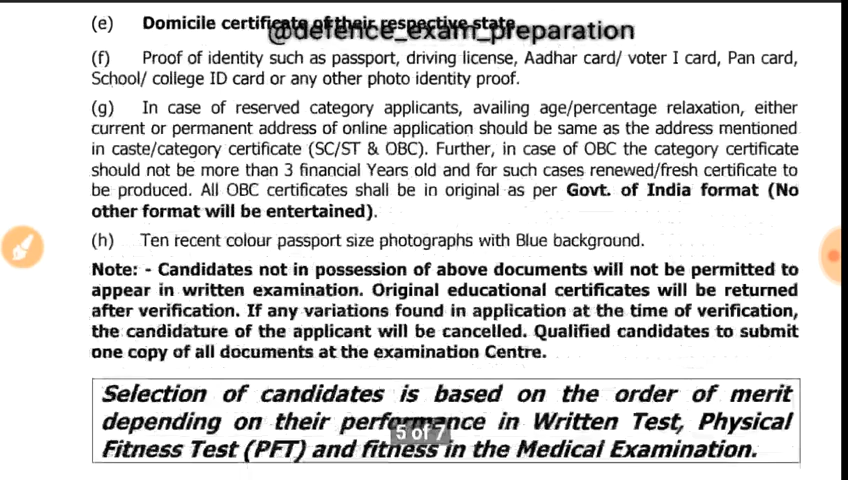 (e) Domicile certificate of their respective state
@defence_exam_preparation
(f) Proof of identity such as passport, driving license, Aadhar card/ voter I card, Pan card,
School/ college ID card or any other photo identity proof.
(g) In case of reserved category applicants, availing age/percentage relaxation, either
current or permanent address of online application should be same as the address mentioned
in caste/category certificate (SC/ST & OBC). Further, in case of OBC the category certificate
should not be more than 3 financial Years old and for such cases renewed/fresh certificate to
be produced. All OBC certificates shall be in original as per Govt. of India format (No
other format will be entertained).
(h) Ten recent colour passport size photographs with Blue background.
Note: - Candidates not in possession of above documents will not be permitted to
appear in written examination. Original educational certificates will be returned
after verification. If any variations found in application at the time of verification,
the candidature of the applicant will be cancelled. Qualified candidates to submit
one copy of all documents at the examination Centre.
Selection of candidates is based on the order of merit
depending on their performance in Written Test, Physical
Fitness Test (PFT) and fitness in the Medical Examination.
5 of 7